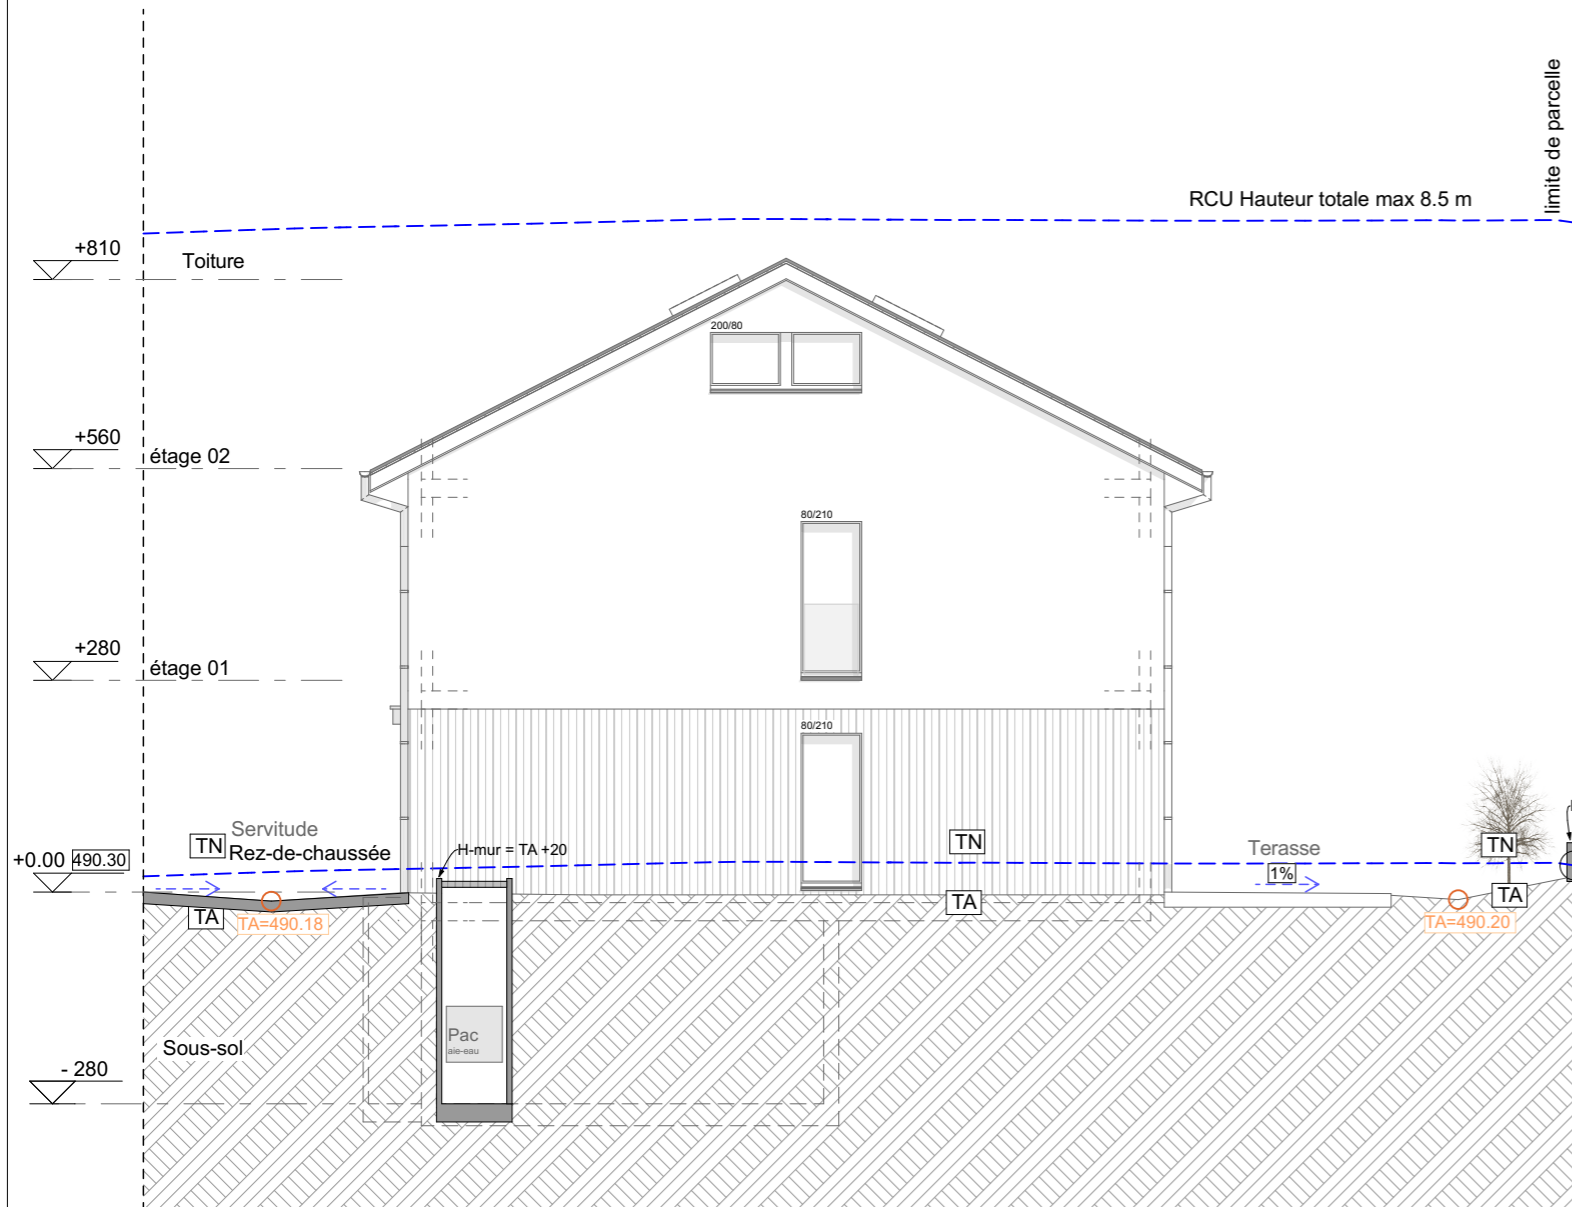 limite de parcelle
RCU Hauteur totale max 8.5 m
+810
Toiture
200/80
+560
étage 02
80/210
+280
étage 01
80/210
Servitude
TN
Rez-de-chaussée
H-mur = TA +20
TN
Terasse
TN
+0.00 490.30
1%
TA
TA=490.18
TA
TA
TA=490.20
Pac
aie-eau
Sous-sol
- 280